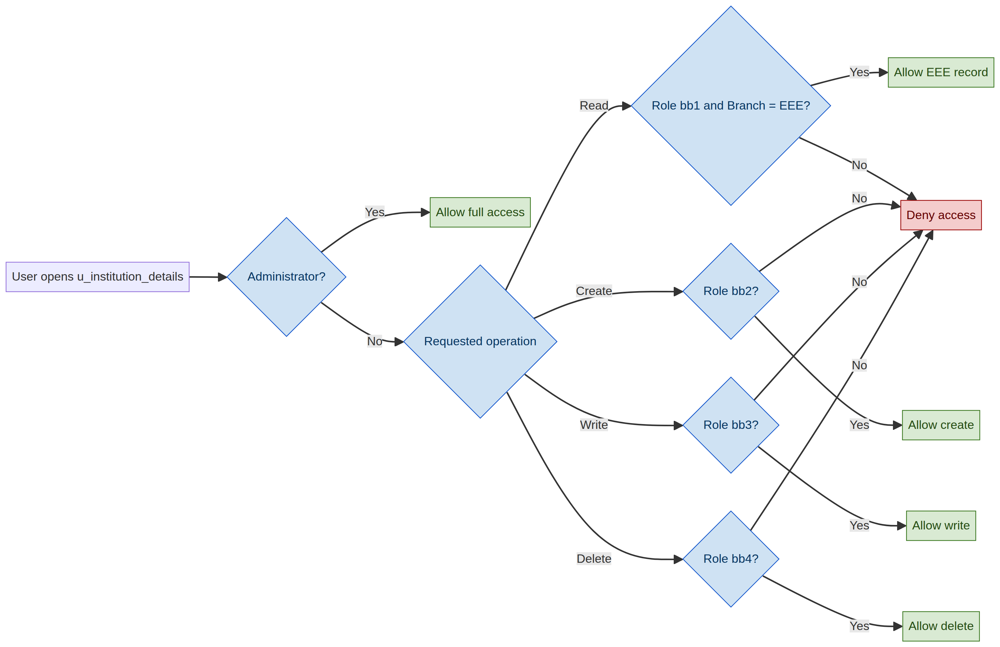 User opens u_institution_details
Administrator?
Yes
Allow full access
No
Requested operation
Read
Role bb1 and Branch = EEE?
Yes
Allow EEE record
No
Create
Role bb2?
No
Deny access
Yes
Allow create
Write
Role bb3?
No
Yes
Allow write
Delete
Role bb4?
No
Yes
Allow delete